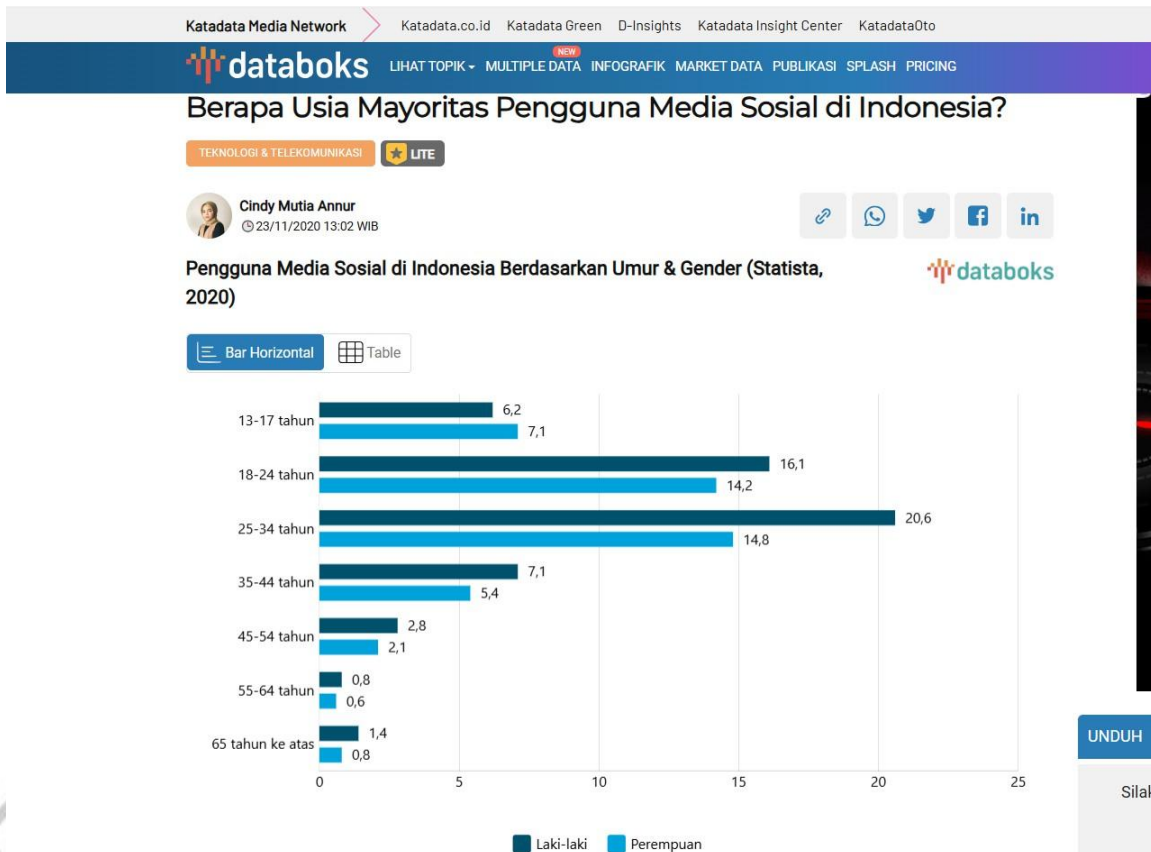 Katadata Media Network Katadata.co.id Katadata Green D-Insights Katadata Insight Center KatadataOto
databoks LIHAT TOPIK MULTIPLE DATA NEW INFOGRAFIK MARKET DATA PUBLIKASI SPLASH PRICING
Berapa Usia Mayoritas Pengguna Media Sosial di Indonesia?
TEKNOLOGI & TELEKOMUNIKASI LITE
Cindy Mutia Annur
23/11/2020 13:02 WIB
Pengguna Media Sosial di Indonesia Berdasarkan Umur & Gender (Statista,
2020)
databoks
Bar Horizontal Table
13-17 tahun 6,2
7,1
18-24 tahun 16,1
14,2
25-34 tahun 20,6
14,8
35-44 tahun 7,1
5,4
45-54 tahun 2,8
2,1
55-64 tahun 0,8
0,6
65 tahun ke atas 1,4
0,8
0 5 10 15 20 25
Laki-laki Perempuan
UNDUH
Silak